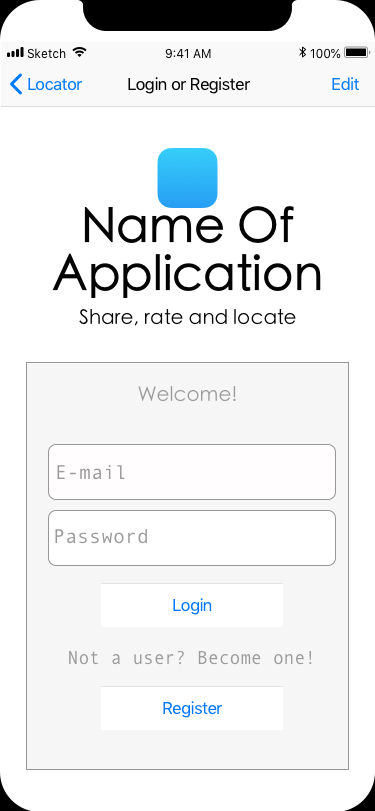 Sketch 9:41 AM 100%
Locator Login or Register Edit
Name Of
Application
Share, rate and locate
Welcome!
E-mail
Password
Login
Not a user? Become one!
Register